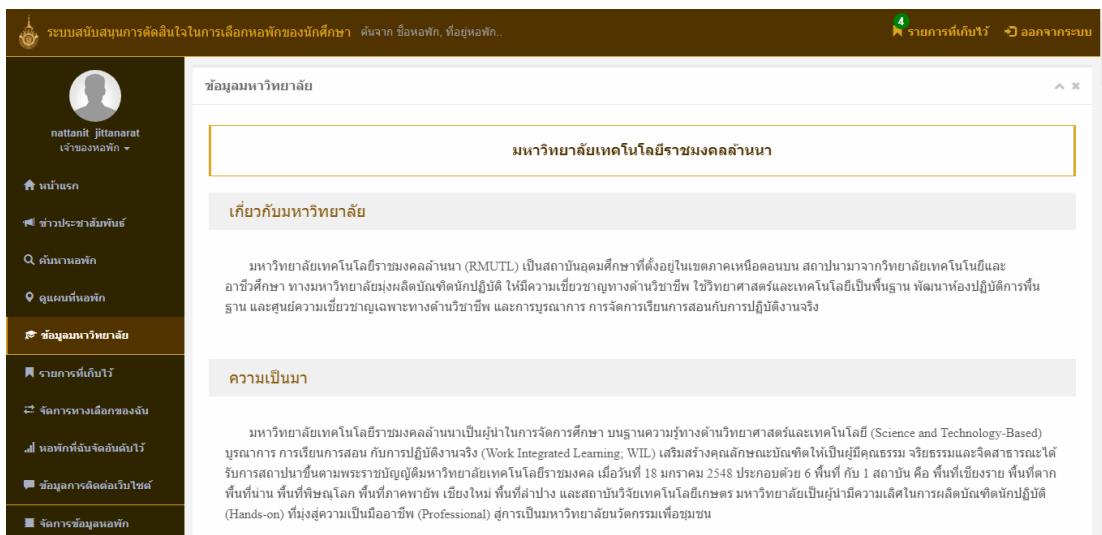 ระบบสนับสนุนการตัดสินใจในการเลือกหอพักของนักศึกษา ค้นจาก ชื่อหอพัก, ที่อยู่หอพัก..
4
รายการที่เก็บไว้
ออกจากระบบ
nattanit jittanarat
เจ้าของหอพัก
หน้าแรก
ข่าวประชาสัมพันธ์
ค้นหาหอพัก
ดูแผนที่หอพัก
ข้อมูลมหาวิทยาลัย
รายการที่เก็บไว้
จัดการทางเลือกของฉัน
หอพักที่ฉันจัดอันดับไว้
ข้อมูลการติดต่อเว็บไซต์
จัดการข้อมูลหอพัก
ข้อมูลมหาวิทยาลัย
มหาวิทยาลัยเทคโนโลยีราชมงคลล้านนา
เกี่ยวกับมหาวิทยาลัย
มหาวิทยาลัยเทคโนโลยีราชมงคลล้านนา (RMUTL) เป็นสถาบันอุดมศึกษาที่ตั้งอยู่ในเขตภาคเหนือตอนบน สถาปนามาจากวิทยาลัยเทคโนโนยีและ
อาชีวศึกษา ทางมหาวิทยาลัยมุ่งผลิตบัณฑิตนักปฏิบัติ ให้มีความเชี่ยวชาญทางด้านวิชาชีพ ใช้วิทยาศาสตร์และเทคโนโลยีเป็นพื้นฐาน พัฒนาห้องปฏิบัติการพื้น
ฐาน และศูนย์ความเชี่ยวชาญเฉพาะทางด้านวิชาชีพ และการบูรณาการ การจัดการเรียนการสอนกับการปฏิบัติงานจริง
ความเป็นมา
มหาวิทยาลัยเทคโนโลยีราชมงคลล้านนาเป็นผู้นำในการจัดการศึกษา บนฐานความรู้ทางด้านวิทยาศาสตร์และเทคโนโลยี (Science and Technology-Based)
บูรณาการ การเรียนการสอน กับการปฏิบัติงานจริง (Work Integrated Learning; WIL) เสริมสร้างคุณลักษณะบัณฑิตให้เป็นผู้มีคุณธรรม จริยธรรมและจิตสาธารณะได้
รับการสถาปนาขึ้นตามพระราชบัญญัติมหาวิทยาลัยเทคโนโลยีราชมงคล เมื่อวันที่ 18 มกราคม 2548 ประกอบด้วย 6 พื้นที่ กับ 1 สถาบัน คือ พื้นที่เชียงราย พื้นที่ตาก
พื้นที่น่าน พื้นที่พิษณุโลก พื้นที่ภาคพายัพ เชียงใหม่ พื้นที่ลำปาง และสถาบันวิจัยเทคโนโลยีเกษตร มหาวิทยาลัยเป็นผู้นำมีความเลิศในการผลิตบัณฑิตนักปฏิบัติ
(Hands-on) ที่มุ่งสู่ความเป็นมืออาชีพ (Professional) สู่การเป็นมหาวิทยาลัยนวัตกรรมเพื่อชุมชน